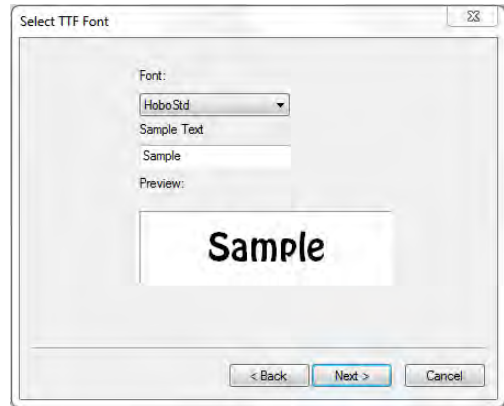 Select TTF Font
Font:
HoboStd
Sample Text
Sample
Preview:
Sample
< Back Next > Cancel